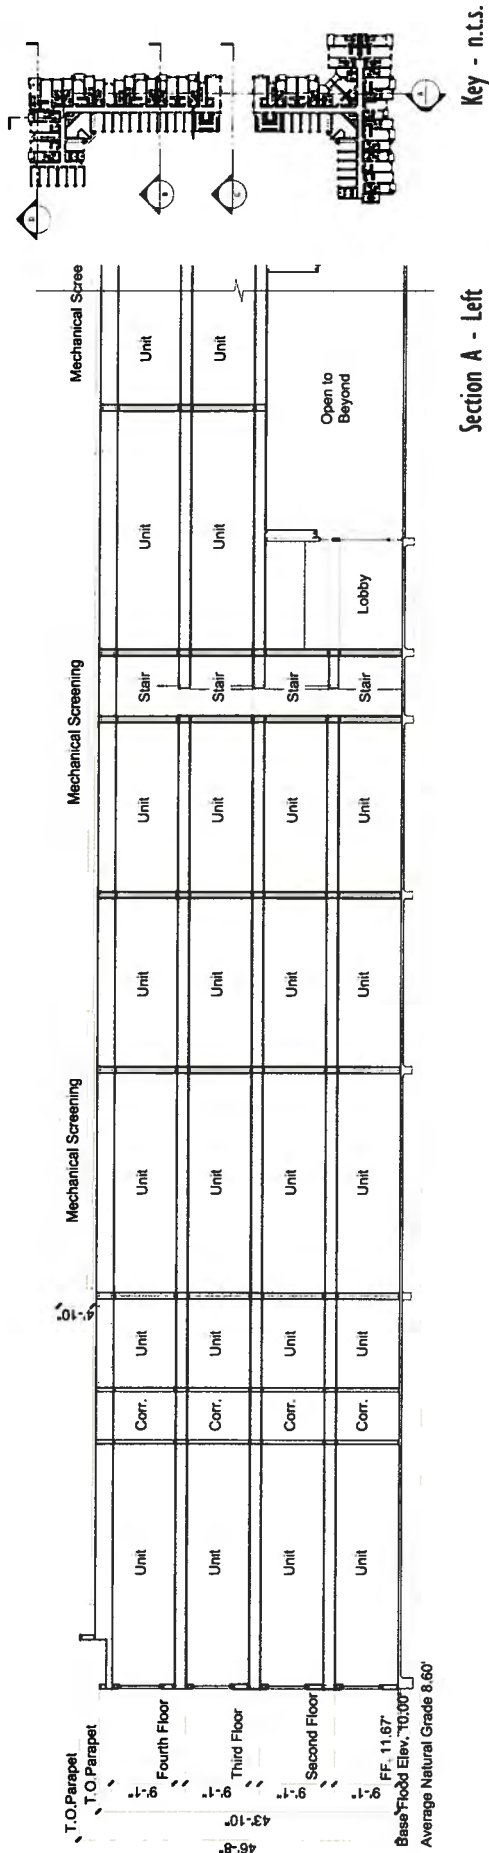 Key - n.t.s.
D
B
C
A
Section A - Left
Mechanical Screening
Mechanical Screening
Mechanical Scree
4'-10"
T.O.Parapet
T.O.Parapet
Fourth Floor
Third Floor
Second Floor
FF. 11.67'
Base Flood Elev. 10.00'
Average Natural Grade 8.60'
9'-1"
9'-1"
9'-1"
9'-1"
43'-10"
46'-8"
Unit
Corr.
Unit
Unit
Unit
Unit
Stair
Unit
Unit
Unit
Corr.
Unit
Unit
Unit
Unit
Stair
Unit
Unit
Unit
Corr.
Unit
Unit
Unit
Unit
Stair
Open to
Beyond
Unit
Corr.
Unit
Unit
Unit
Unit
Stair
Lobby